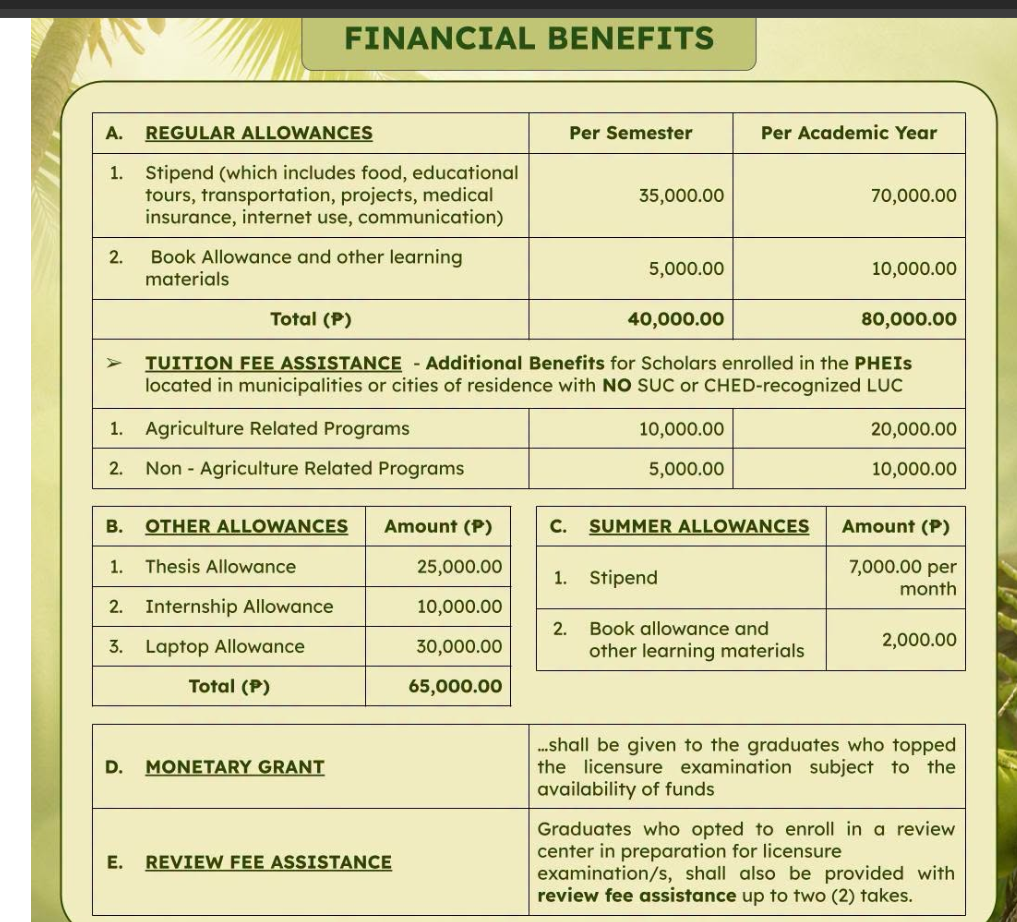 FINANCIAL BENEFITS
A. REGULAR ALLOWANCES Per Semester Per Academic Year
1. Stipend (which includes food, educational
tours, transportation, projects, medical
insurance, internet use, communication)
35,000.00 70,000.00
2. Book Allowance and other learning
materials
5,000.00 10,000.00
Total (₱) 40,000.00 80,000.00
➢ TUITION FEE ASSISTANCE - Additional Benefits for Scholars enrolled in the PHEIs
located in municipalities or cities of residence with NO SUC or CHED-recognized LUC
1. Agriculture Related Programs 10,000.00 20,000.00
2. Non - Agriculture Related Programs 5,000.00 10,000.00
B. OTHER ALLOWANCES Amount (₱)
1. Thesis Allowance 25,000.00
2. Internship Allowance 10,000.00
3. Laptop Allowance 30,000.00
Total (₱) 65,000.00
C. SUMMER ALLOWANCES Amount (₱)
1. Stipend 7,000.00 per
month
2. Book allowance and
other learning materials
2,000.00
D. MONETARY GRANT
...shall be given to the graduates who topped
the licensure examination subject to the
availability of funds
E. REVIEW FEE ASSISTANCE
Graduates who opted to enroll in a review
center in preparation for licensure
examination/s, shall also be provided with
review fee assistance up to two (2) takes.